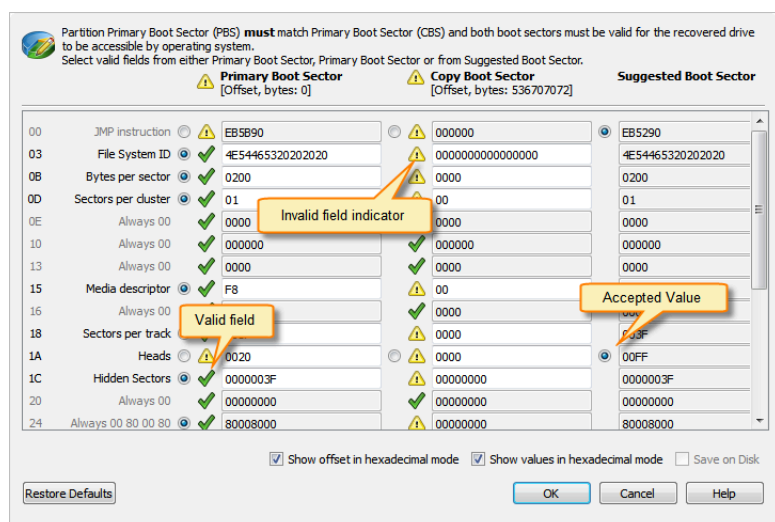 Partition Primary Boot Sector (PBS) must match Primary Boot Sector (CBS) and both boot sectors must be valid for the recovered drive
to be accessible by operating system.
Select valid fields from either Primary Boot Sector, Primary Boot Sector or from Suggested Boot Sector.
Primary Boot Sector Copy Boot Sector Suggested Boot Sector
[Offset, bytes: 0] [Offset, bytes: 536707072]
00 JMP instruction EB5B90 000000 EB5290
03 File System ID 4E54465320202020 0000000000000000 4E54465320202020
0B Bytes per sector 0200 0000 0200
0D Sectors per cluster 01 00 01
Invalid field indicator
0E Always 00 0000 0000 0000
10 Always 00 000000 000000 000000
13 Always 00 0000 0000 0000
15 Media descriptor F8 00
Accepted Value
16 Always 00 0000
Valid field
18 Sectors per track 0000 003F
1A Heads 0020 0000 00FF
1C Hidden Sectors 0000003F 00000000 0000003F
20 Always 00 00000000 00000000 00000000
24 Always 00 80 00 80 80008000 00000000 80008000
Show offset in hexadecimal mode Show values in hexadecimal mode Save on Disk
Restore Defaults OK Cancel Help